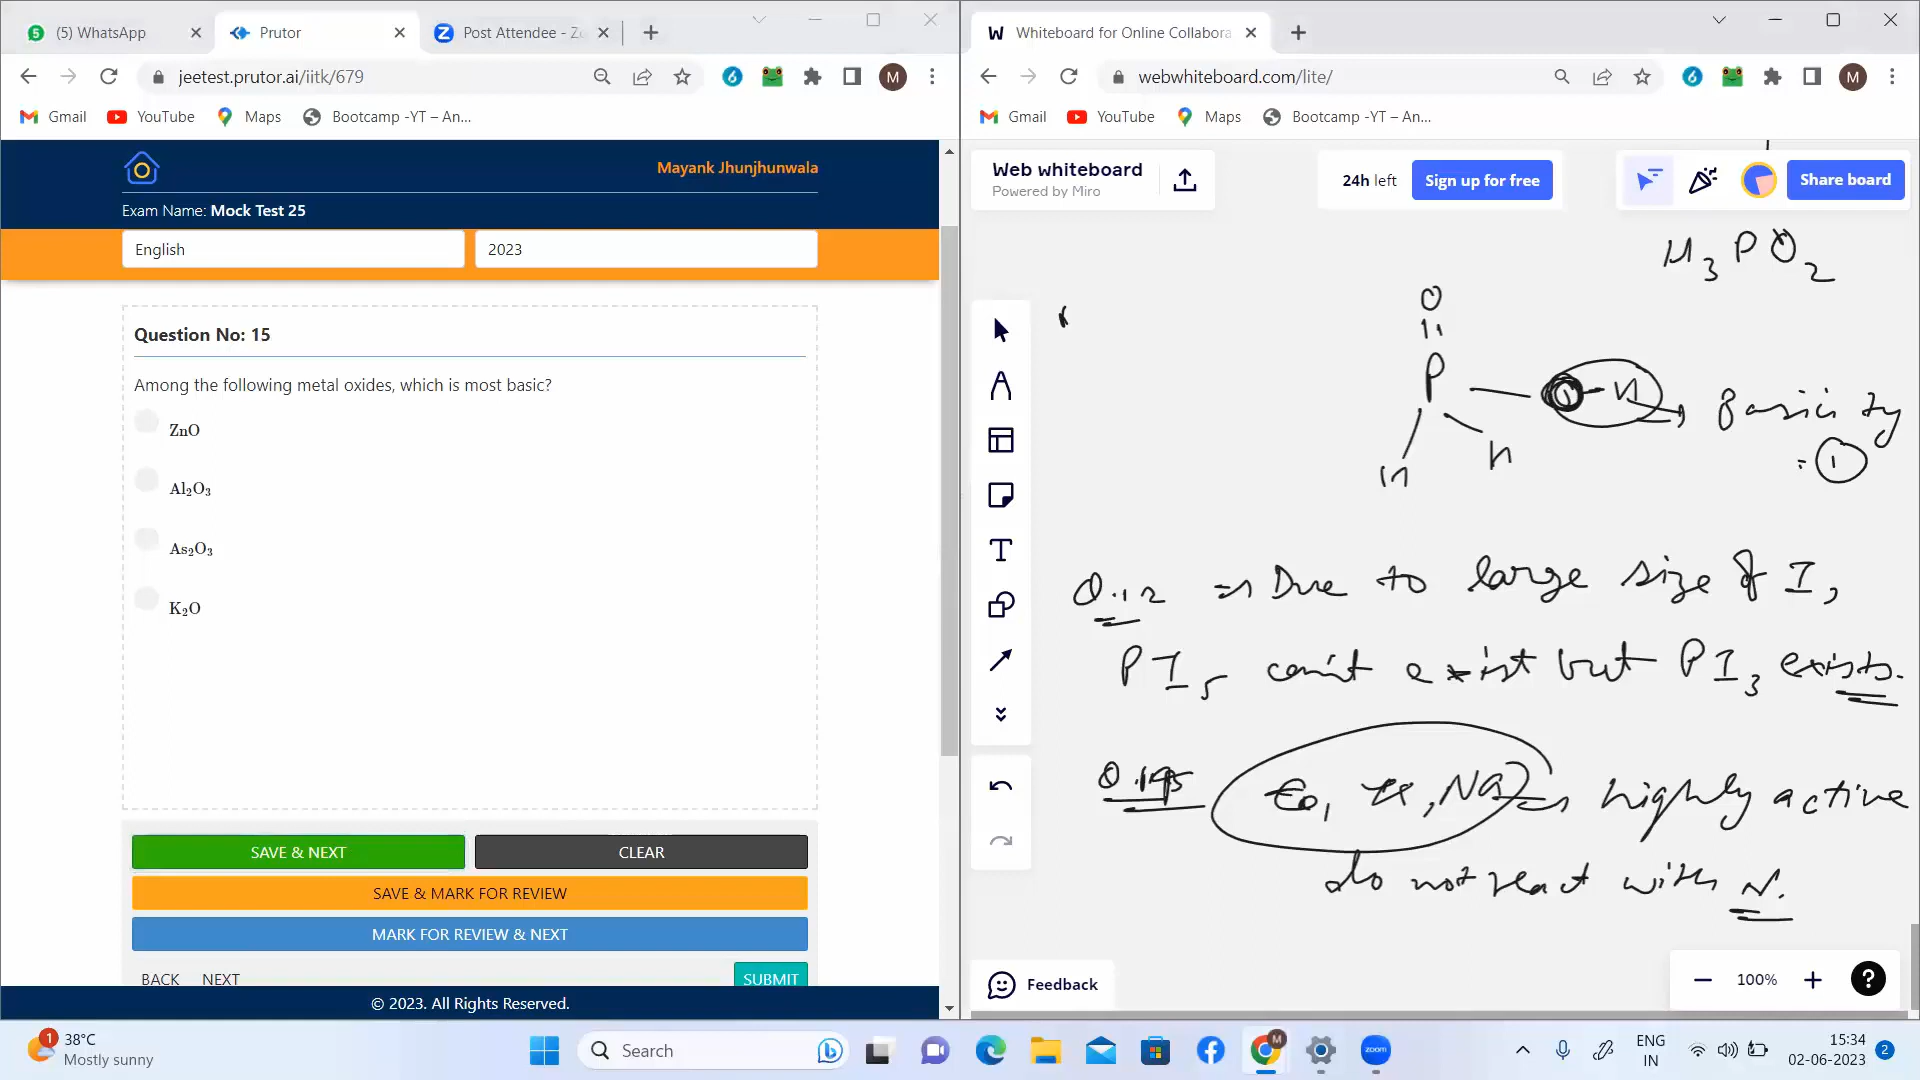 (5) WhatsApp
Prutor
Post Attendee - Zo
jeetest.prutor.ai/iitk/679
M
Gmail
YouTube
Maps
Bootcamp -YT – An...
Mayank Jhunjhunwala
Exam Name: Mock Test 25
English
2023
Question No: 15
Among the following metal oxides, which is most basic?
ZnO
Al₂O₃
As₂O₃
K₂O
SAVE & NEXT
CLEAR
SAVE & MARK FOR REVIEW
MARK FOR REVIEW & NEXT
BACK NEXT
SUBMIT
© 2023. All Rights Reserved.
W
Whiteboard for Online Collabora
webwhiteboard.com/lite/
M
Gmail
YouTube
Maps
Bootcamp -YT – An...
Web whiteboard
Powered by Miro
24h left
Sign up for free
Share board
H₃PO₂
O
P
H
H
Basicity
= 1
Q.12 ⇒ Due to large size of I,
PI₅ can't exist but PI₃ exists.
, Na ⇒ highly active
do not react with N.
Feedback
100%
?
1
38°C
Mostly sunny
Search
M
zoom
ENG
IN
15:34
02-06-2023
2